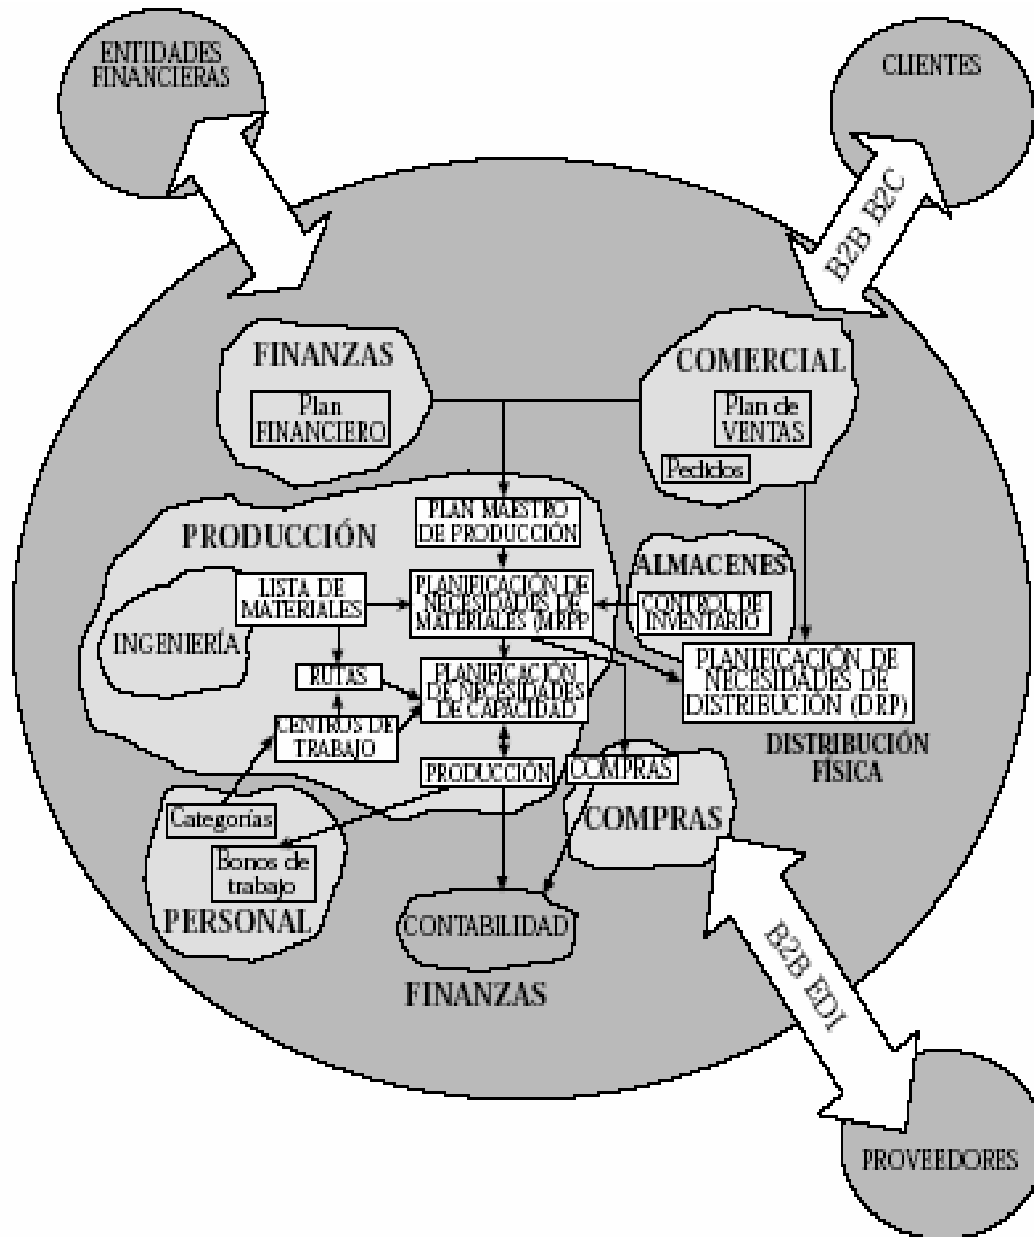 ENTIDADES
FINANCIERAS
CLIENTES
B2B B2C
FINANZAS
Plan
FINANCIERO
COMERCIAL
Plan de
VENTAS
Pedidos
PRODUCCIÓN
PLAN MAESTRO
DE PRODUCCIÓN
ALMACENES
CONTROL DE
INVENTARIO
LISTA DE
MATERIALES
PLANIFICACIÓN DE
NECESIDADES DE
MATERIALES (MRPP
INGENIERÍA
RUTAS
PLANIFICACIÓN
DE NECESIDADES
DE CAPACIDAD
PLANIFICACIÓN DE
NECESIDADES DE
DISTRIBUCIÓN (DRP)
CENTROS DE
TRABAJO
DISTRIBUCIÓN
FÍSICA
PRODUCCIÓN
COMPRAS
COMPRAS
Categorías
Bonos de
trabajo
PERSONAL
CONTABILIDAD
FINANZAS
B2B EDI
PROVEEDORES